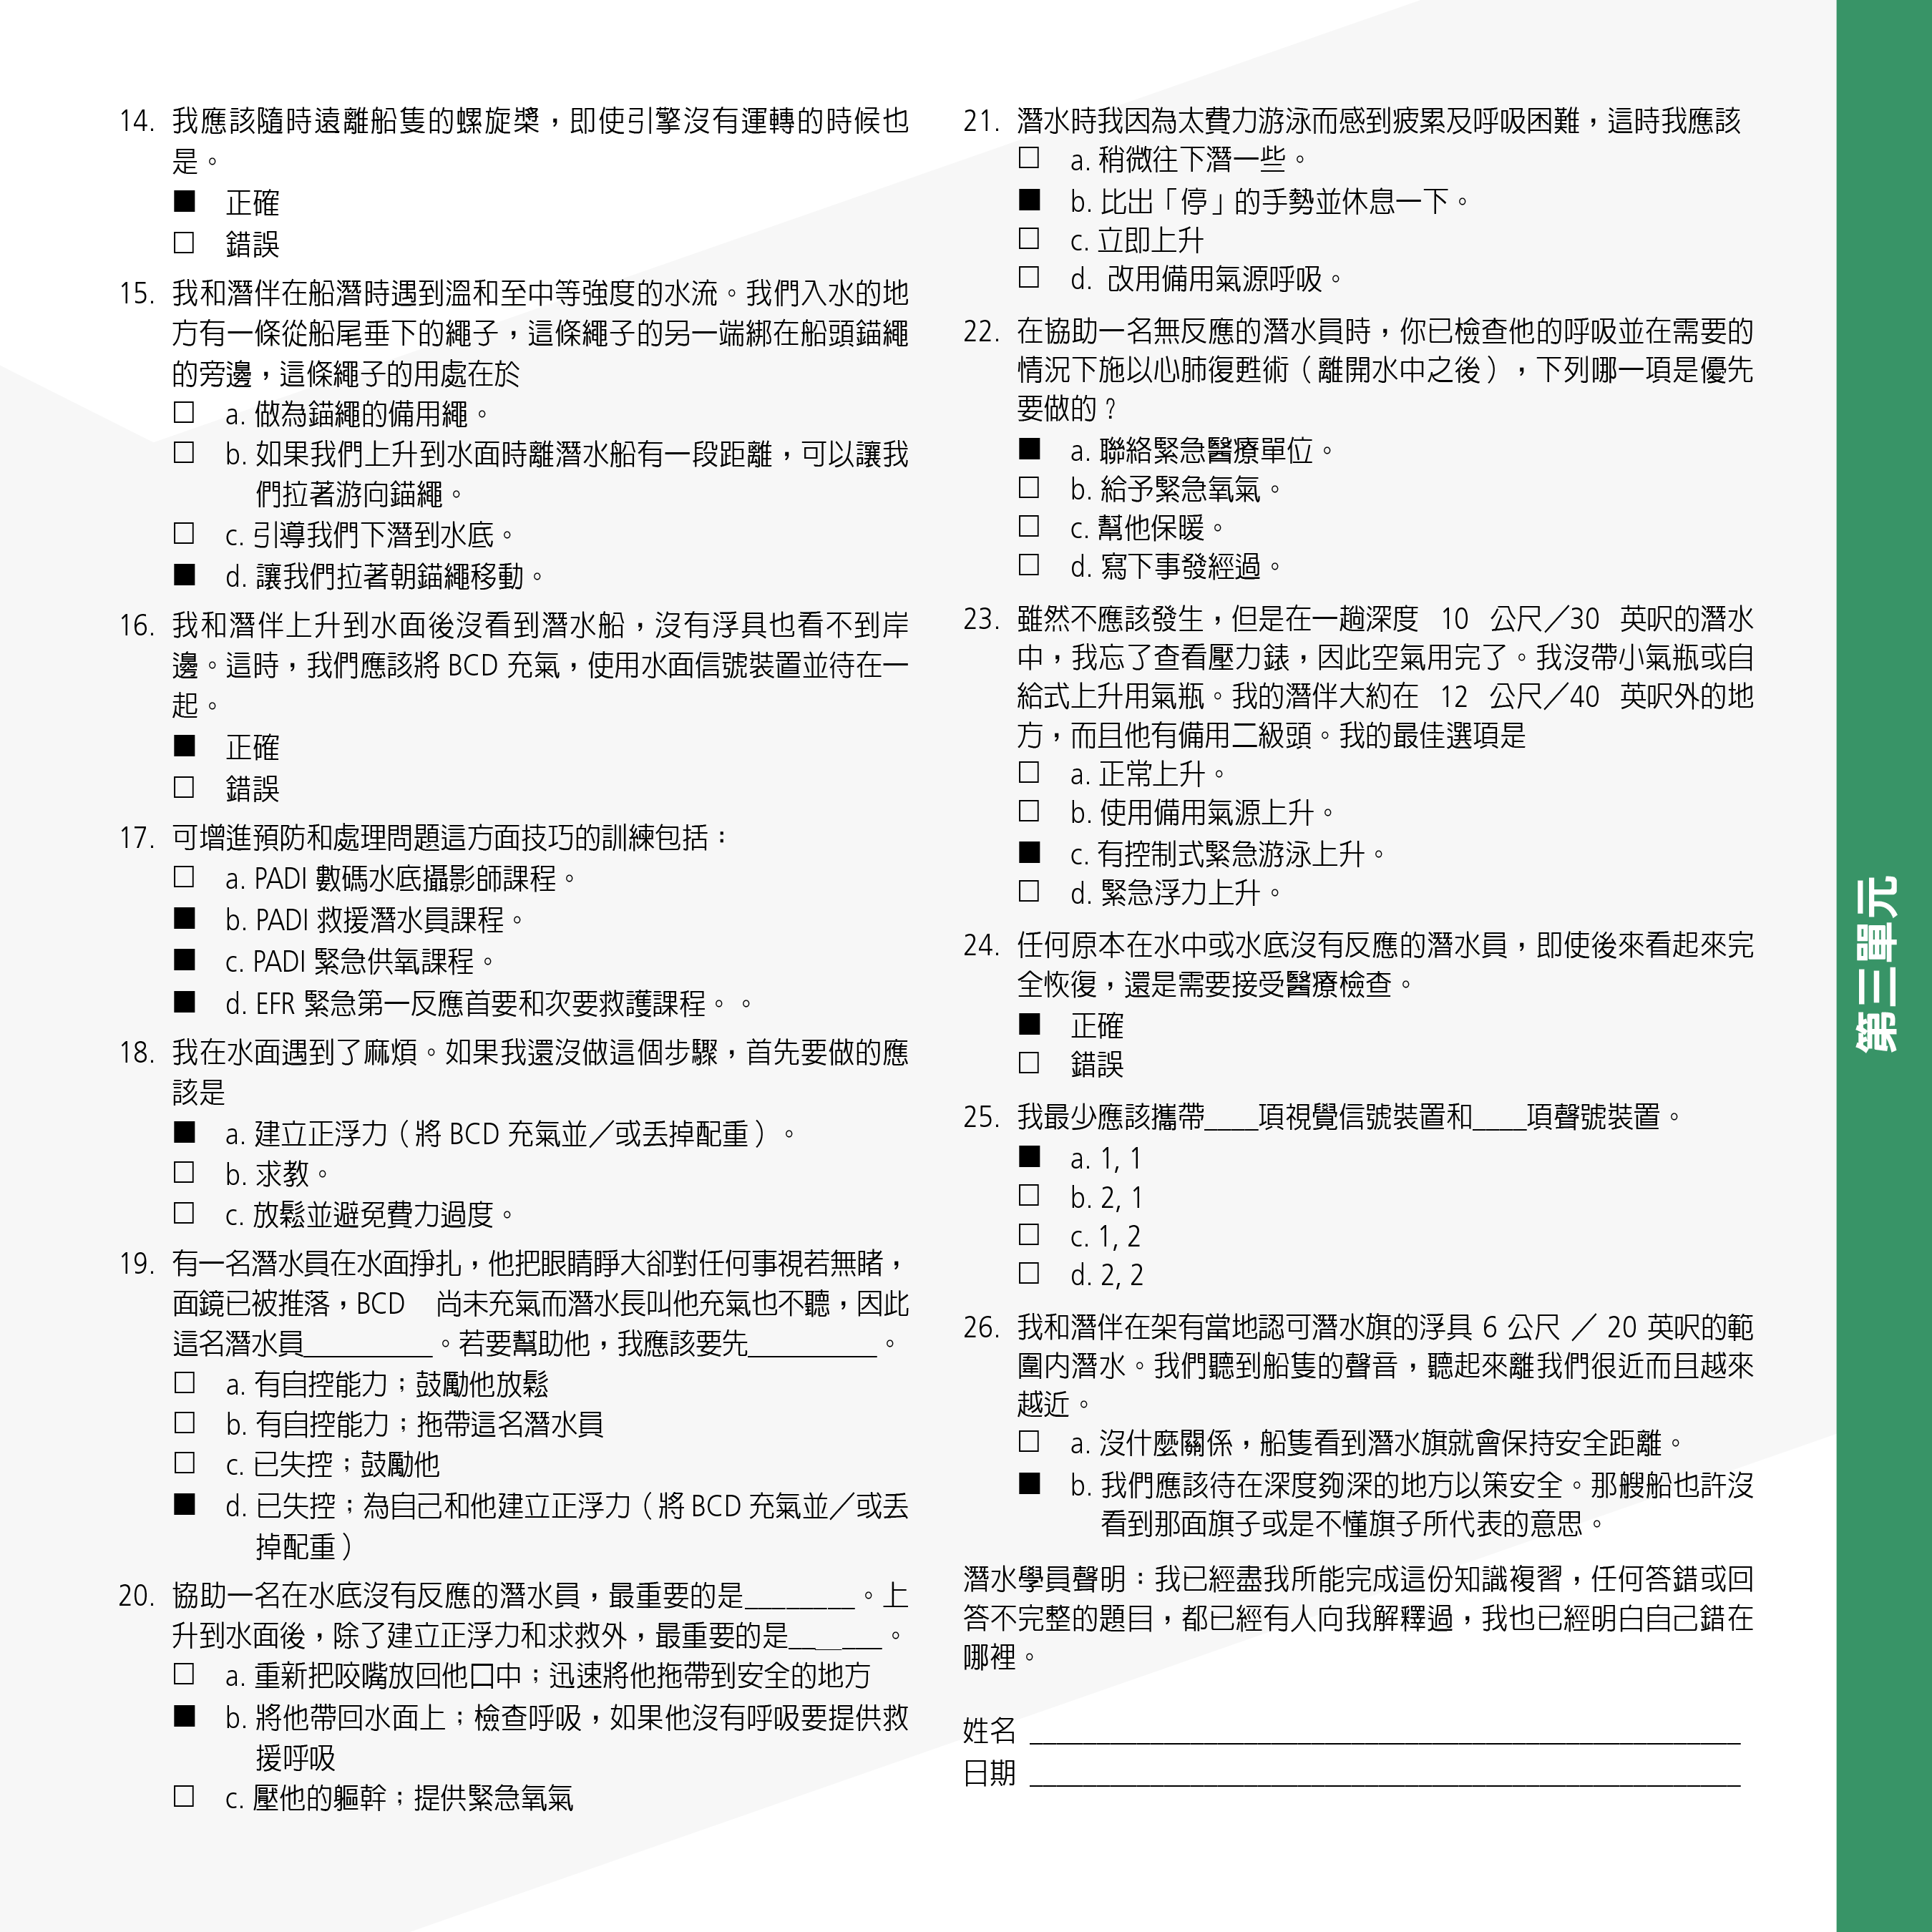 14. 我應該隨時遠離船隻的螺旋槳，即使引擎沒有運轉的時候也
是。
■ 正確
□ 錯誤
15. 我和潛伴在船潛時遇到溫和至中等強度的水流。我們入水的地
方有一條從船尾垂下的繩子，這條繩子的另一端綁在船頭錨繩
的旁邊，這條繩子的用處在於
□ a. 做為錨繩的備用繩。
□ b. 如果我們上升到水面時離潛水船有一段距離，可以讓我
們拉著游向錨繩。
□ c. 引導我們下潛到水底。
■ d. 讓我們拉著朝錨繩移動。
16. 我和潛伴上升到水面後沒看到潛水船，沒有浮具也看不到岸
邊。這時，我們應該將 BCD 充氣，使用水面信號裝置並待在一
起。
■ 正確
□ 錯誤
17. 可增進預防和處理問題這方面技巧的訓練包括：
□ a. PADI 數碼水底攝影師課程。
■ b. PADI 救援潛水員課程。
■ c. PADI 緊急供氧課程。
■ d. EFR 緊急第一反應首要和次要救護課程。。
18. 我在水面遇到了麻煩。如果我還沒做這個步驟，首先要做的應
該是
■ a. 建立正浮力（將 BCD 充氣並／或丟掉配重）。
□ b. 求教。
□ c. 放鬆並避免費力過度。
19. 有一名潛水員在水面掙扎，他把眼睛睜大卻對任何事視若無睹，
面鏡已被推落，BCD 尚未充氣而潛水長叫他充氣也不聽，因此
這名潛水員__________。若要幫助他，我應該要先__________。
□ a. 有自控能力；鼓勵他放鬆
□ b. 有自控能力；拖帶這名潛水員
□ c. 已失控；鼓勵他
■ d. 已失控；為自己和他建立正浮力（將 BCD 充氣並／或丟
掉配重）
20. 協助一名在水底沒有反應的潛水員，最重要的是________。上
升到水面後，除了建立正浮力和求救外，最重要的是_______。
□ a. 重新把咬嘴放回他口中；迅速將他拖帶到安全的地方
■ b. 將他帶回水面上；檢查呼吸，如果他沒有呼吸要提供救
援呼吸
□ c. 壓他的軀幹；提供緊急氧氣
21. 潛水時我因為太費力游泳而感到疲累及呼吸困難，這時我應該
□ a. 稍微往下潛一些。
■ b. 比出「停」的手勢並休息一下。
□ c. 立即上升
□ d. 改用備用氣源呼吸。
22. 在協助一名無反應的潛水員時，你已檢查他的呼吸並在需要的
情況下施以心肺復甦術（離開水中之後），下列哪一項是優先
要做的？
■ a. 聯絡緊急醫療單位。
□ b. 給予緊急氧氣。
□ c. 幫他保暖。
□ d. 寫下事發經過。
23. 雖然不應該發生，但是在一趟深度 10 公尺／30 英呎的潛水
中，我忘了查看壓力錶，因此空氣用完了。我沒帶小氣瓶或自
給式上升用氣瓶。我的潛伴大約在 12 公尺／40 英呎外的地
方，而且他有備用二級頭。我的最佳選項是
□ a. 正常上升。
□ b. 使用備用氣源上升。
■ c. 有控制式緊急游泳上升。
□ d. 緊急浮力上升。
24. 任何原本在水中或水底沒有反應的潛水員，即使後來看起來完
全恢復，還是需要接受醫療檢查。
■ 正確
□ 錯誤
25. 我最少應該攜帶____項視覺信號裝置和____項聲號裝置。
■ a. 1, 1
□ b. 2, 1
□ c. 1, 2
□ d. 2, 2
26. 我和潛伴在架有當地認可潛水旗的浮具 6 公尺 ／ 20 英呎的範
圍內潛水。我們聽到船隻的聲音，聽起來離我們很近而且越來
越近。
□ a. 沒什麼關係，船隻看到潛水旗就會保持安全距離。
■ b. 我們應該待在深度夠深的地方以策安全。那艘船也許沒
看到那面旗子或是不懂旗子所代表的意思。
潛水學員聲明：我已經盡我所能完成這份知識複習，任何答錯或回
答不完整的題目，都已經有人向我解釋過，我也已經明白自己錯在
哪裡。
姓名 ____________________________________________________
日期 ____________________________________________________
第三單元